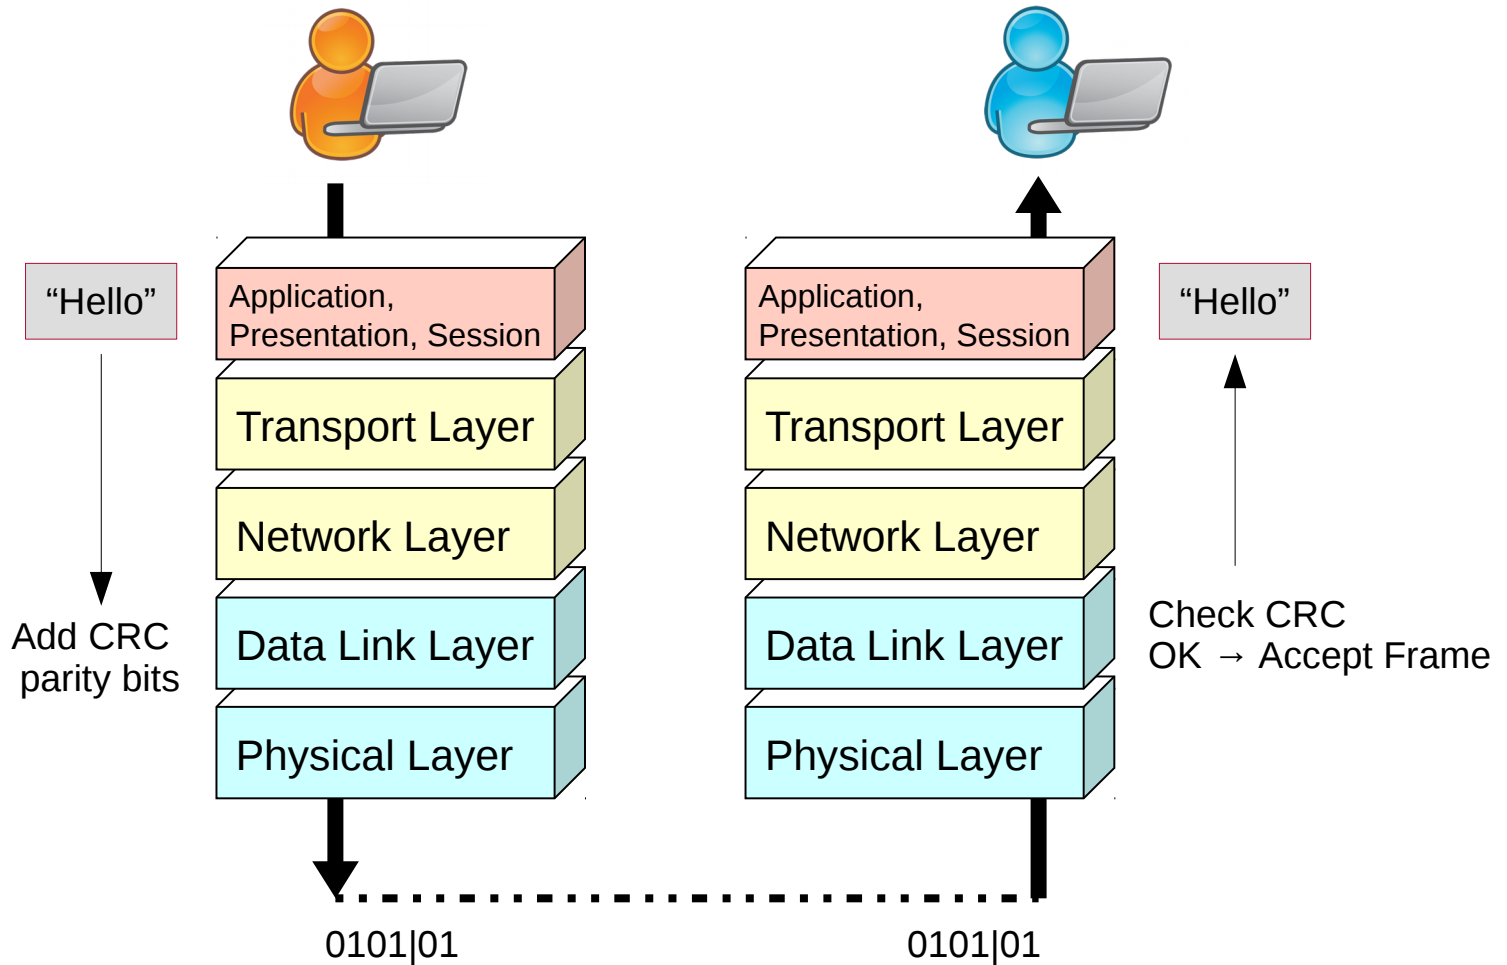 “Hello”
Application,
Presentation, Session
Transport Layer
Network Layer
Data Link Layer
Physical Layer
Add CRC
parity bits
0101|01
Application,
Presentation, Session
Transport Layer
Network Layer
Data Link Layer
Physical Layer
“Hello”
Check CRC
OK → Accept Frame
0101|01